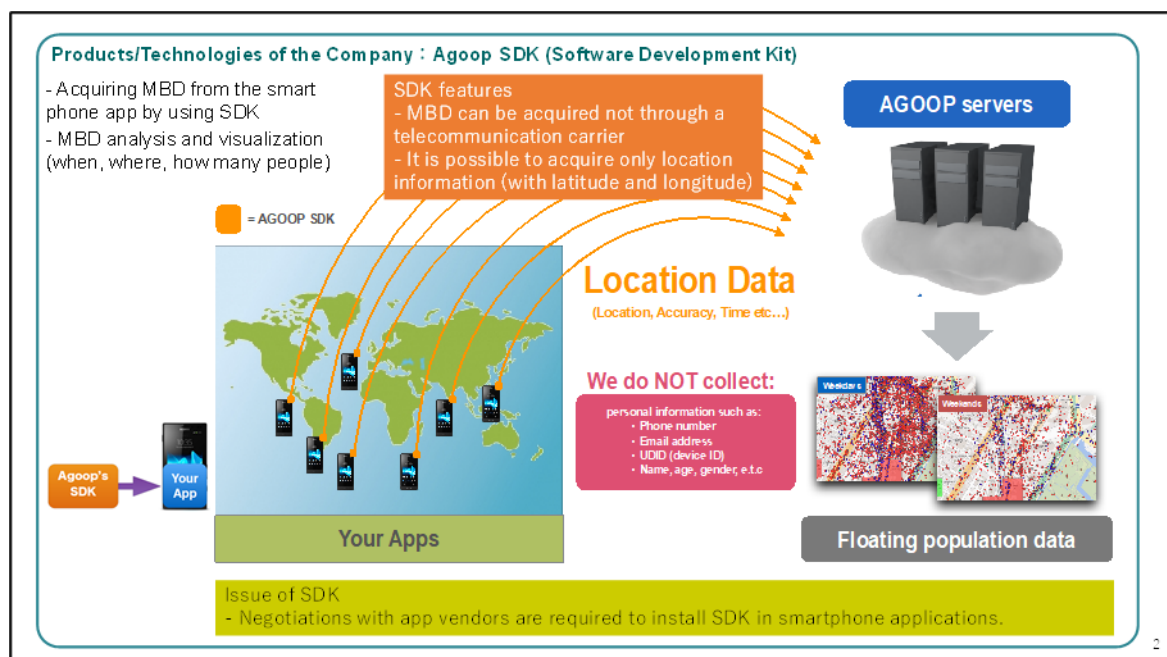 Products/Technologies of the Company：Agoop SDK (Software Development Kit)
- Acquiring MBD from the smart
phone app by using SDK
- MBD analysis and visualization
(when, where, how many people)
SDK features
- MBD can be acquired not through a
telecommunication carrier
- It is possible to acquire only location
information (with latitude and longitude)
AGOOP servers
= AGOOP SDK
Location Data
(Location, Accuracy, Time etc...)
We do NOT collect:
personal information such as:
・ Phone number
・ Email address
・ UDID (device ID)
・ Name, age, gender, e.t.c
Weekdays
Weekends
Agoop's
SDK
Your
App
Your Apps
Floating population data
Issue of SDK
- Negotiations with app vendors are required to install SDK in smartphone applications.
2